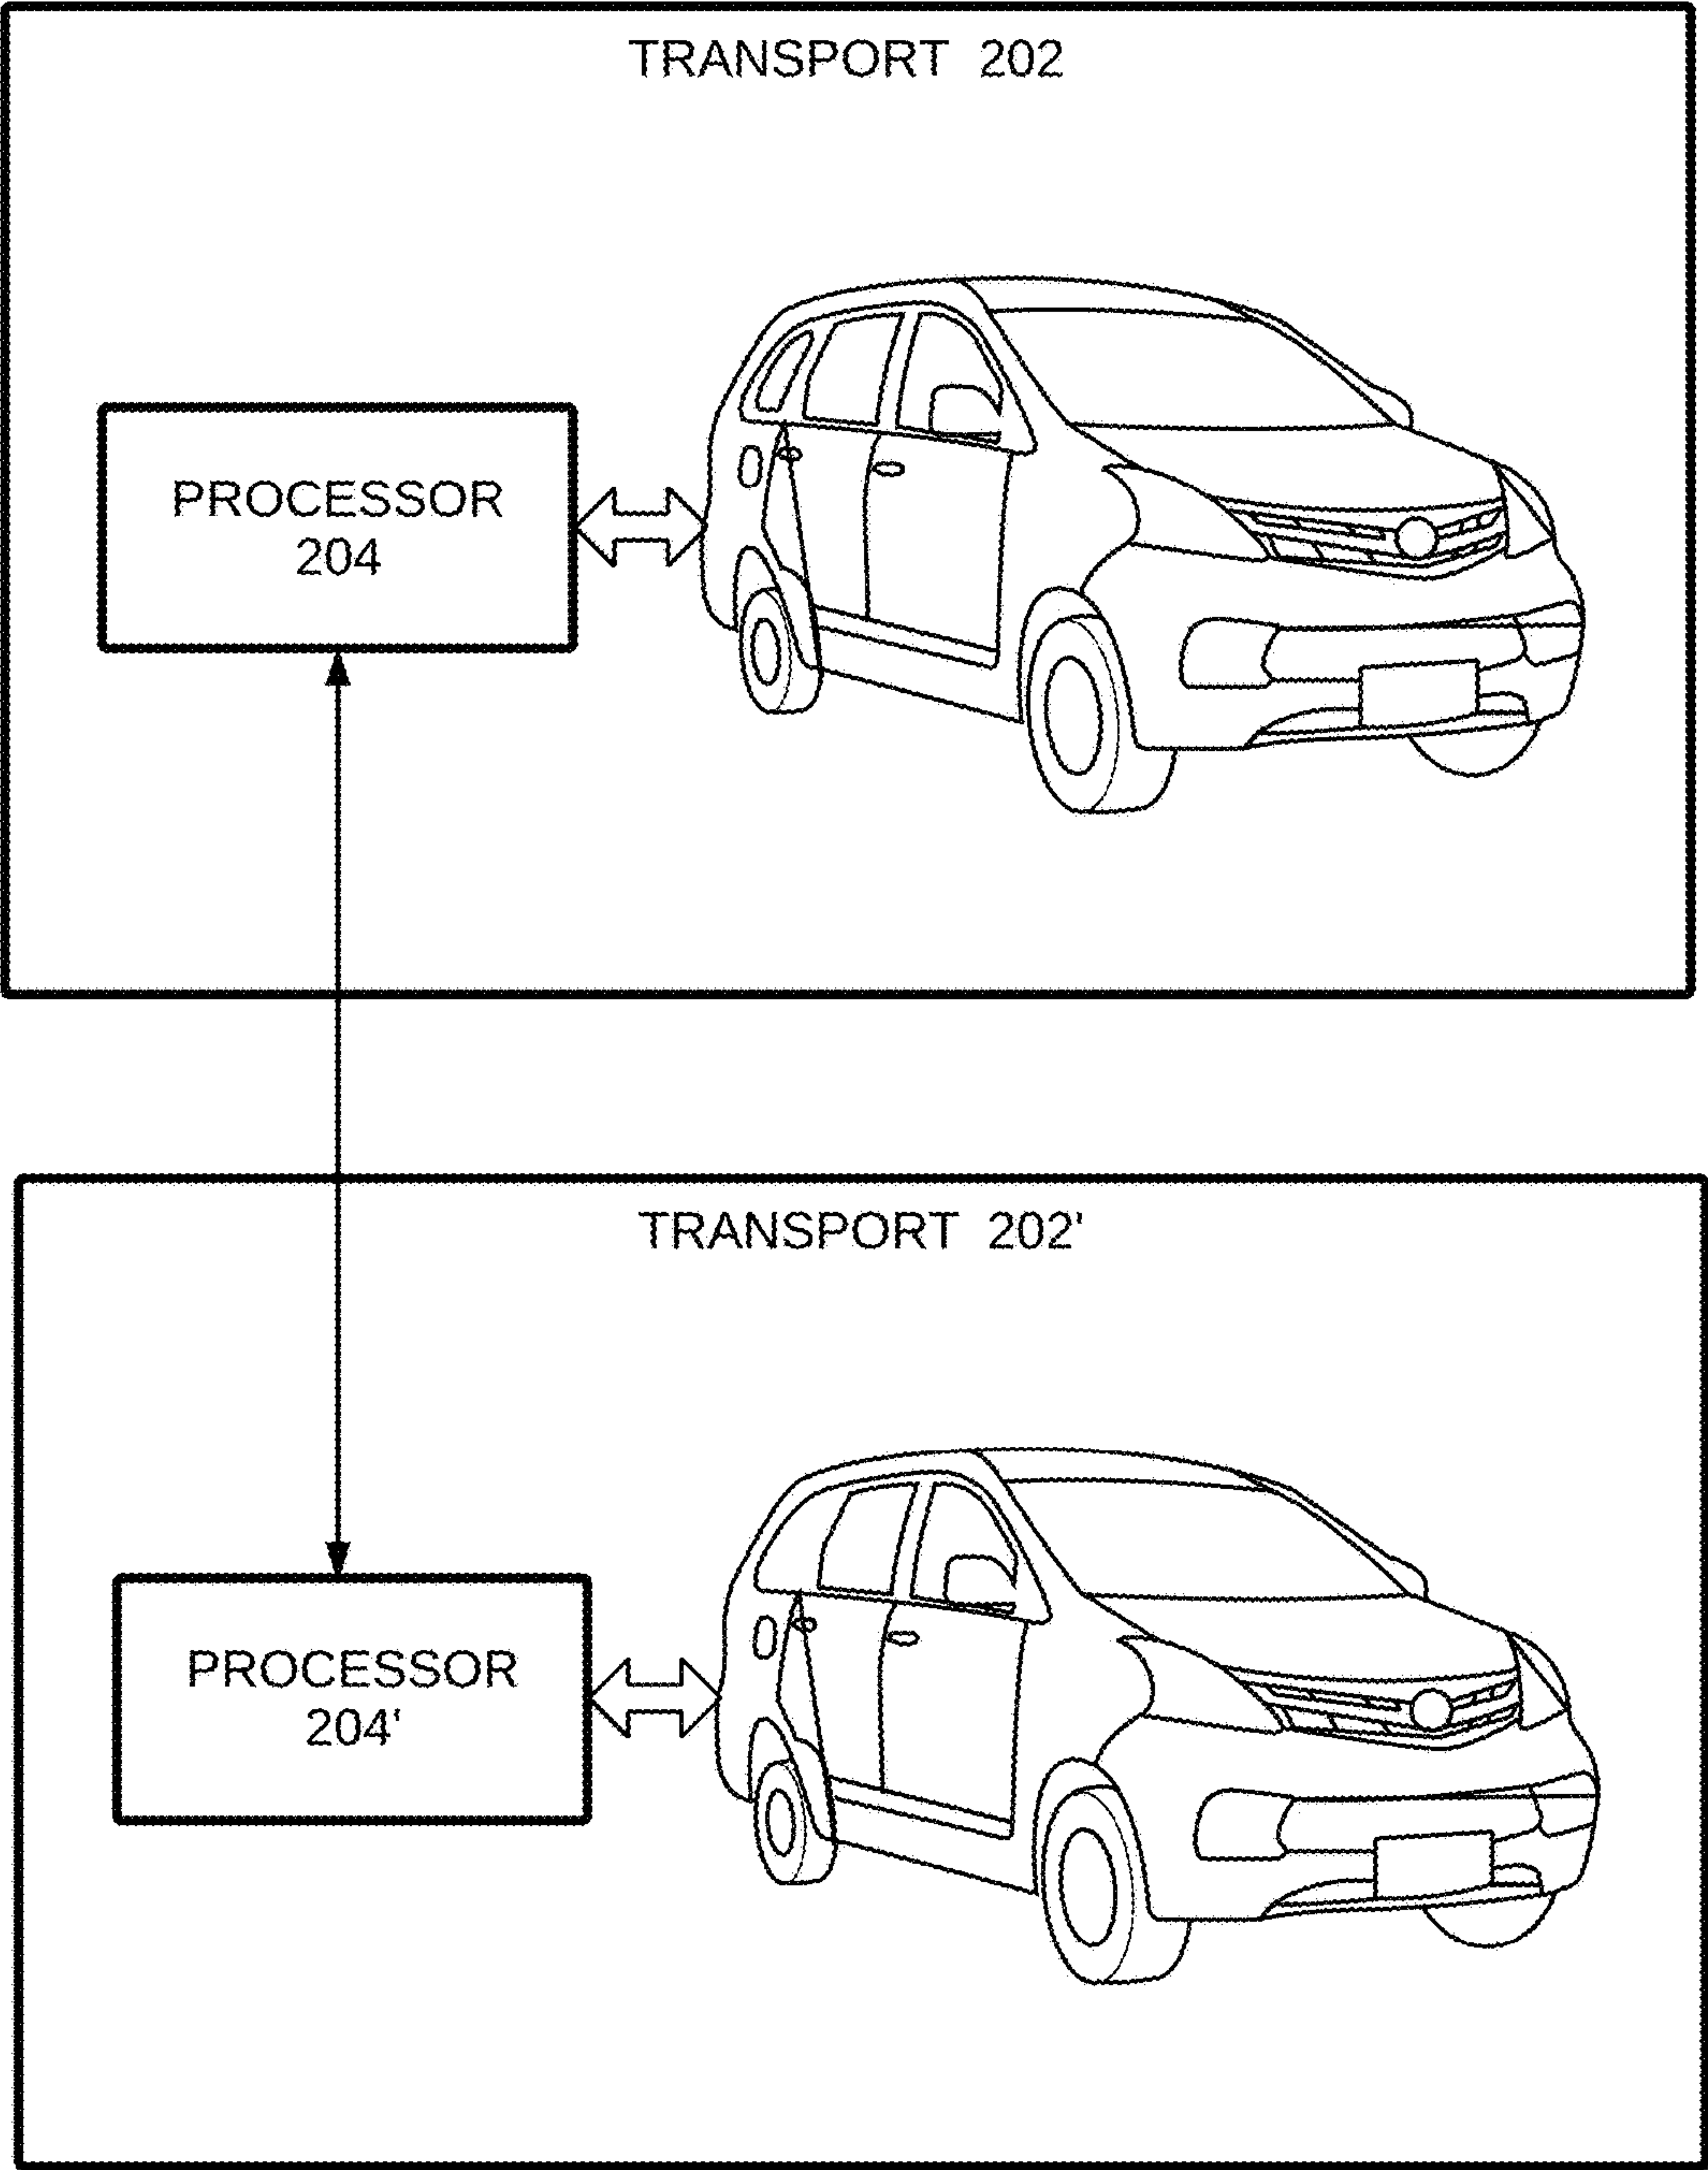 TRANSPORT 202
PROCESSOR
204
TRANSPORT 202'
PROCESSOR
204'